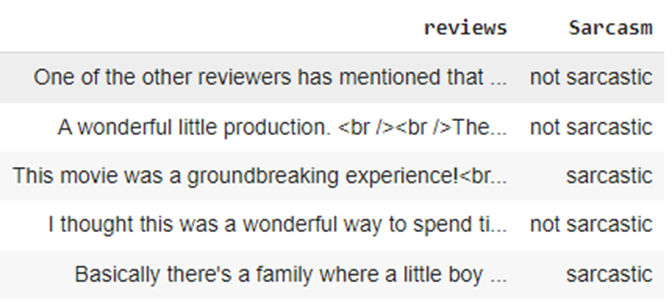 reviews Sarcasm
One of the other reviewers has mentioned that ... not sarcastic
A wonderful little production. <br /><br />The... not sarcastic
This movie was a groundbreaking experience!<br... sarcastic
I thought this was a wonderful way to spend ti... not sarcastic
Basically there's a family where a little boy ... sarcastic